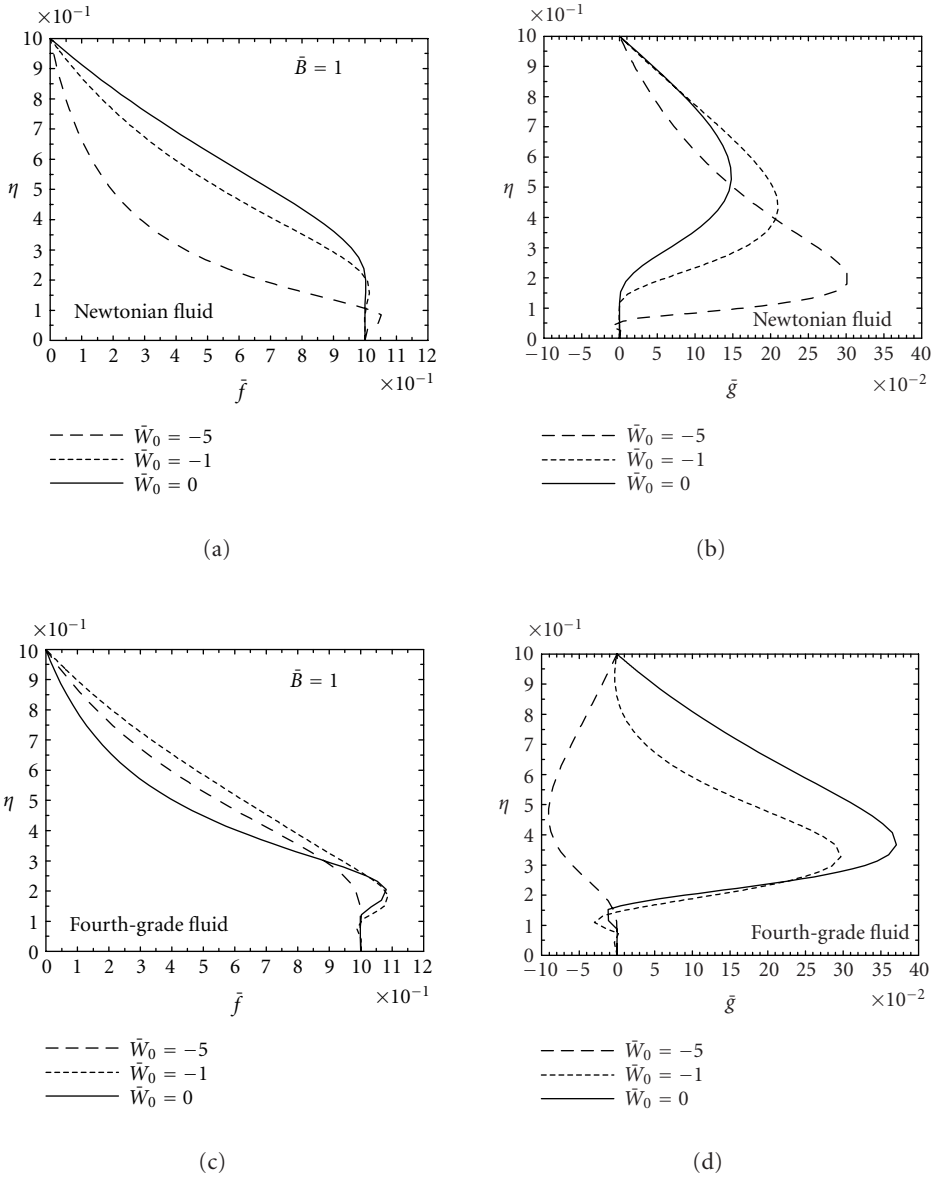 ×10⁻¹
10
9
8
7
6
5
4
3
2
1
0
η
B̄ = 1
Newtonian fluid
0 1 2 3 4 5 6 7 8 9 10 11 12
×10⁻¹
f̄
W̄₀ = −5
W̄₀ = −1
W̄₀ = 0
(a)
×10⁻¹
10
9
8
7
6
5
4
3
2
1
0
η
Newtonian fluid
−10 −5 0 5 10 15 20 25 30 35 40
×10⁻²
ḡ
W̄₀ = −5
W̄₀ = −1
W̄₀ = 0
(b)
×10⁻¹
10
9
8
7
6
5
4
3
2
1
0
η
B̄ = 1
Fourth-grade fluid
0 1 2 3 4 5 6 7 8 9 10 11 12
×10⁻¹
f̄
W̄₀ = −5
W̄₀ = −1
W̄₀ = 0
(c)
×10⁻¹
10
9
8
7
6
5
4
3
2
1
0
η
Fourth-grade fluid
−10 −5 0 5 10 15 20 25 30 35 40
×10⁻²
ḡ
W̄₀ = −5
W̄₀ = −1
W̄₀ = 0
(d)